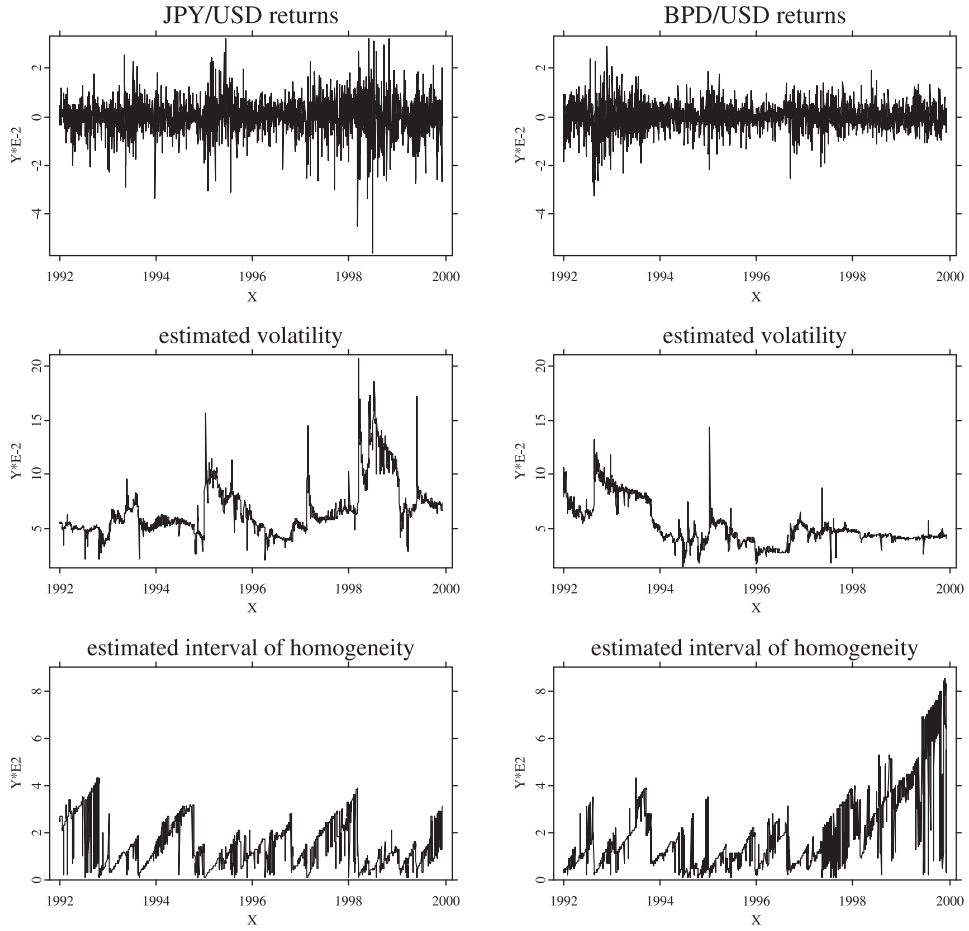 JPY/USD returns
Y*E-2
2
0
-2
-4
1992 1994 1996 1998 2000
X
BPD/USD returns
Y*E-2
2
0
-2
-4
1992 1994 1996 1998 2000
X
estimated volatility
Y*E-2
20
15
10
5
1992 1994 1996 1998 2000
X
estimated volatility
Y*E-2
20
15
10
5
1992 1994 1996 1998 2000
X
estimated interval of homogeneity
Y*E2
8
6
4
2
0
1992 1994 1996 1998 2000
X
estimated interval of homogeneity
Y*E2
8
6
4
2
0
1992 1994 1996 1998 2000
X